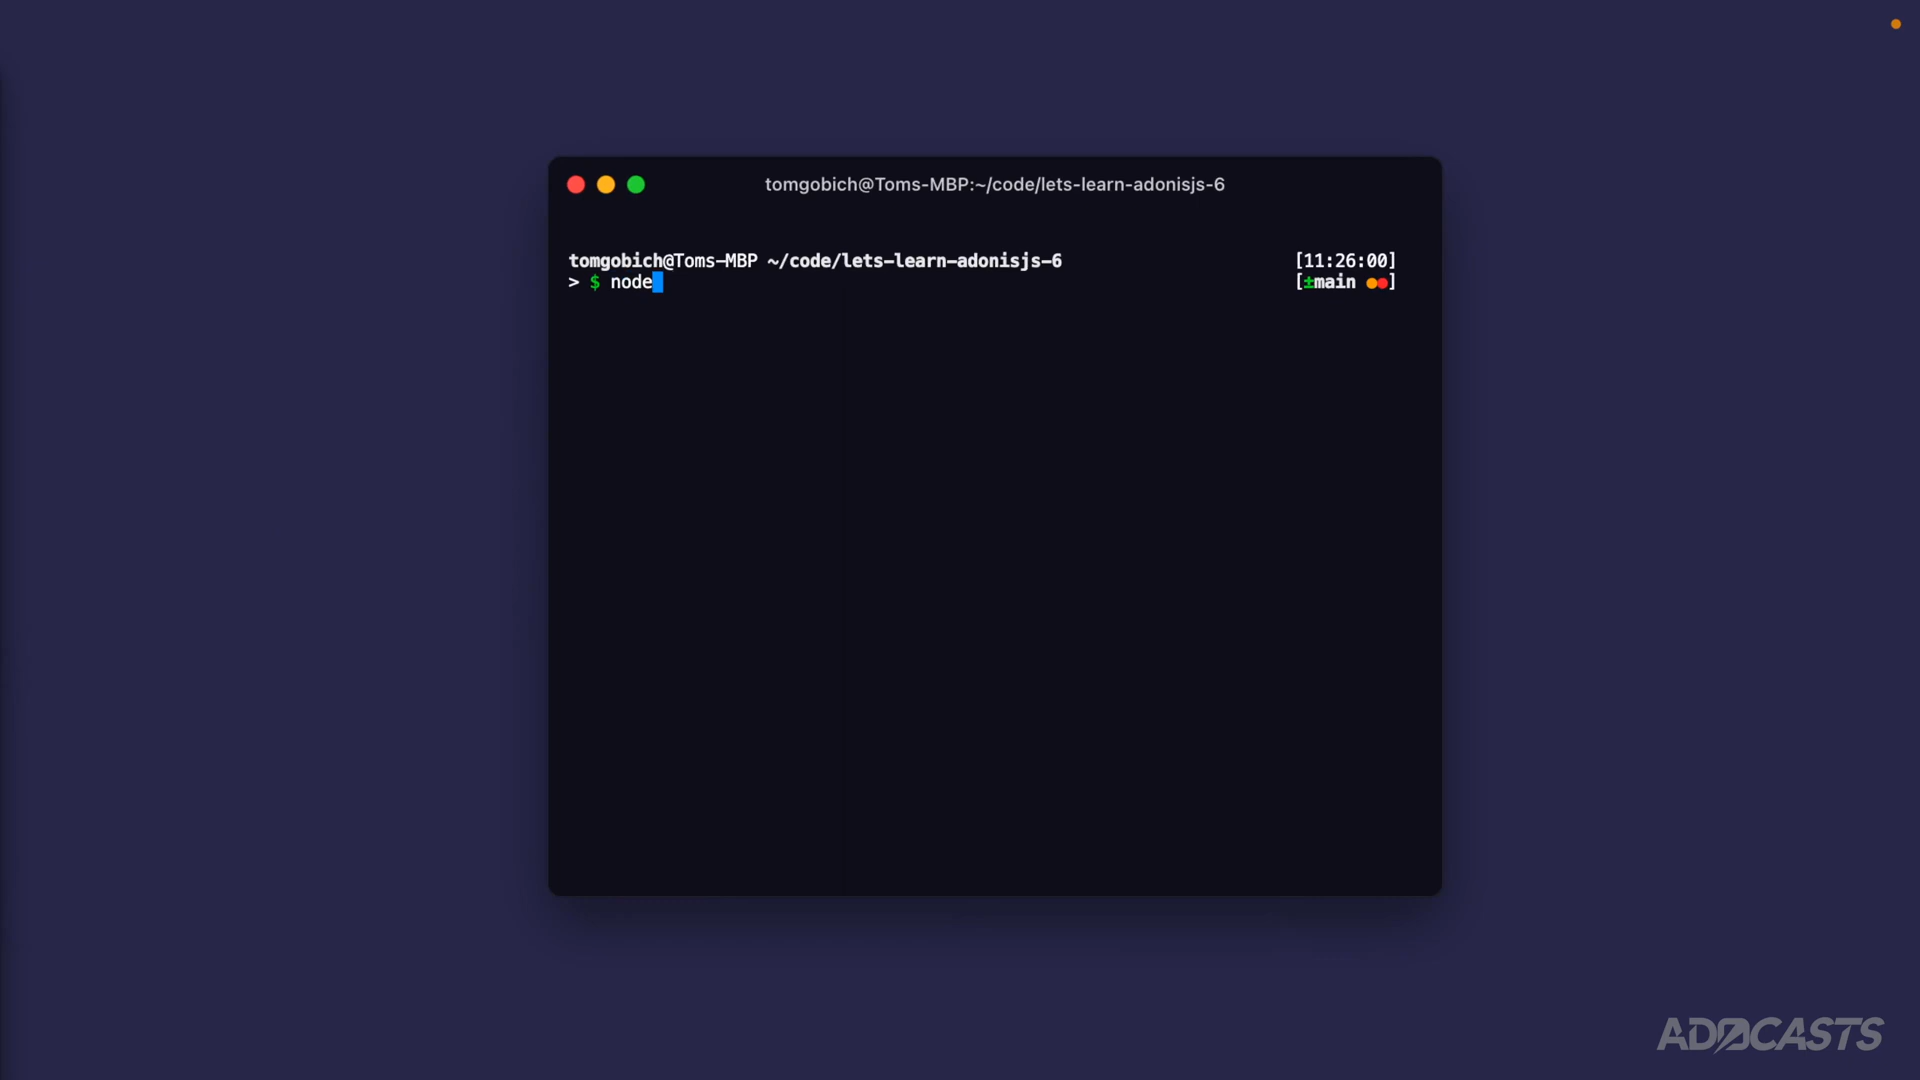 tomgobich@Toms-MBP:~/code/lets-learn-adonisjs-6
tomgobich@Toms-MBP ~/code/lets-learn-adonisjs-6 [11:26:00]
> $ node [±main ●●]
ADOCASTS